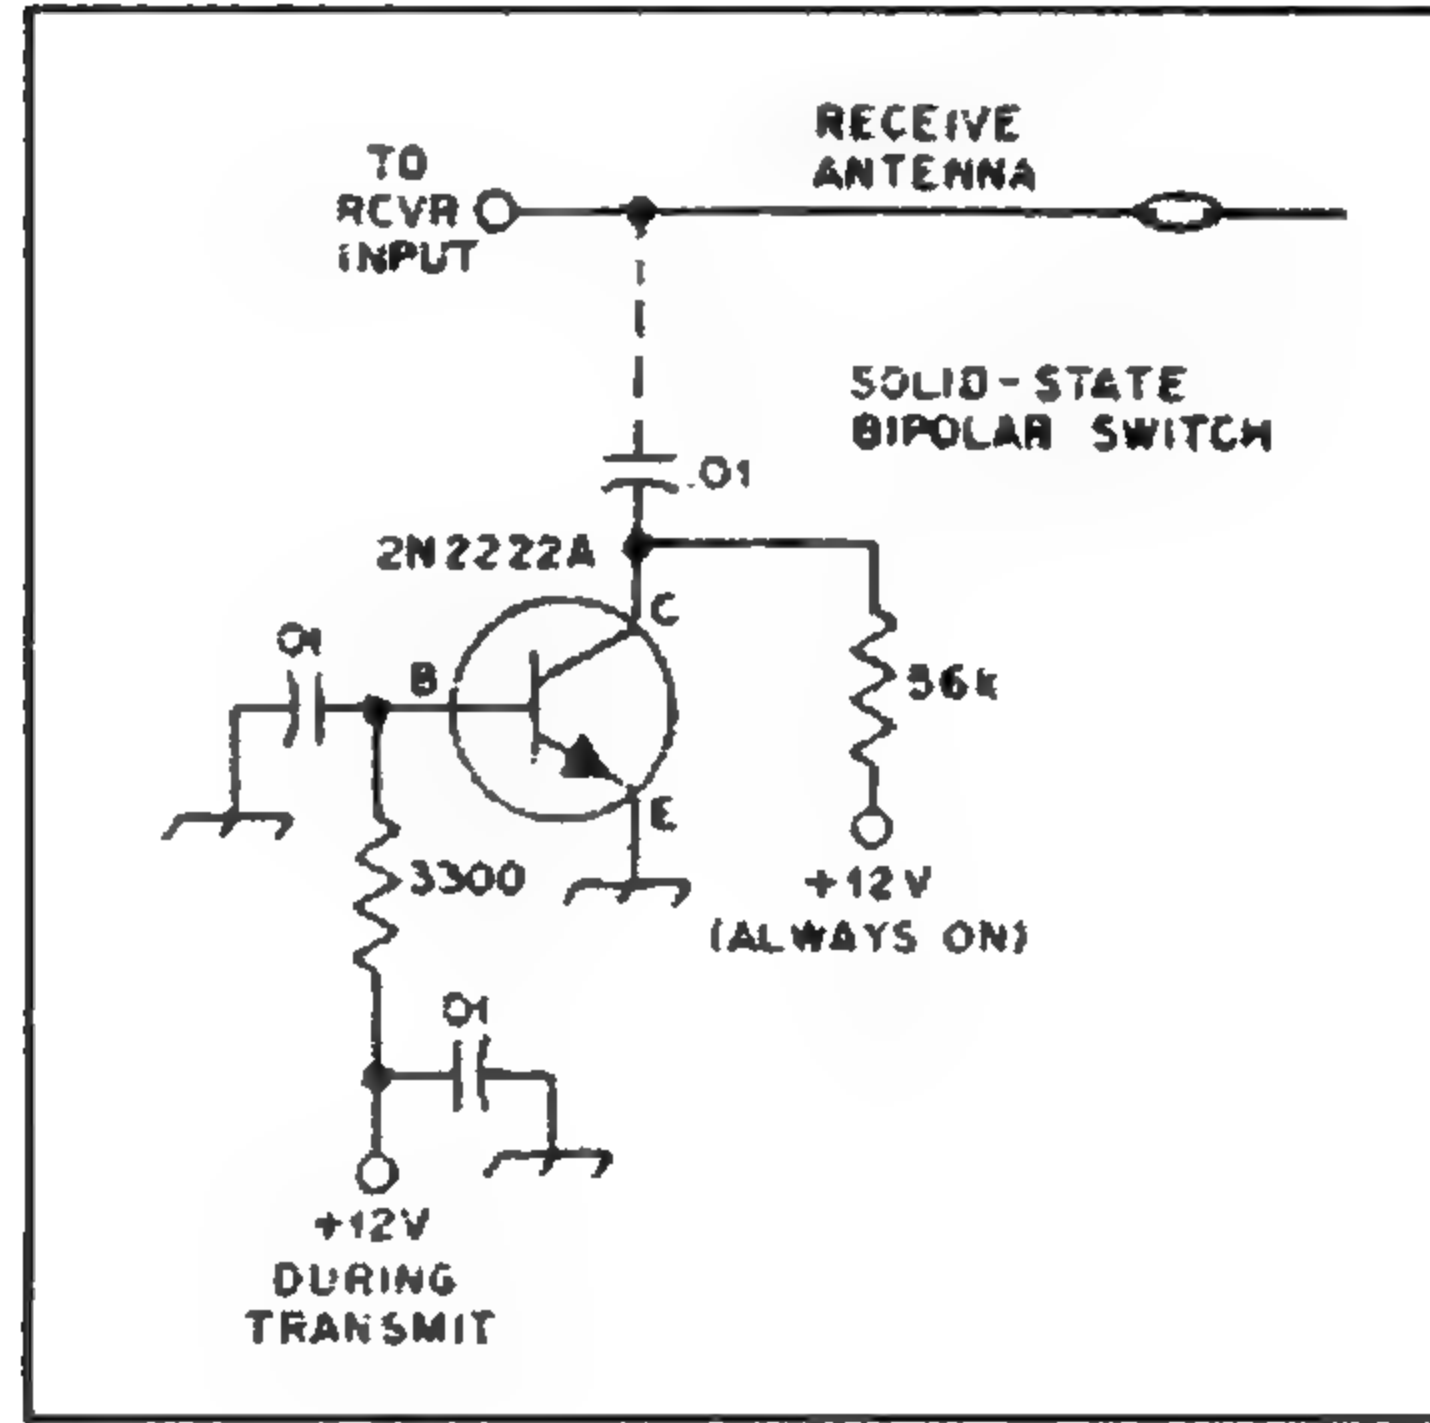 TO
RCVR
INPUT
RECEIVE
ANTENNA
SOLID-STATE
BIPOLAR SWITCH
.01
2N2222A
C
.01
B
56k
E
3300
+12V
(ALWAYS ON)
.01
+12V
DURING
TRANSMIT